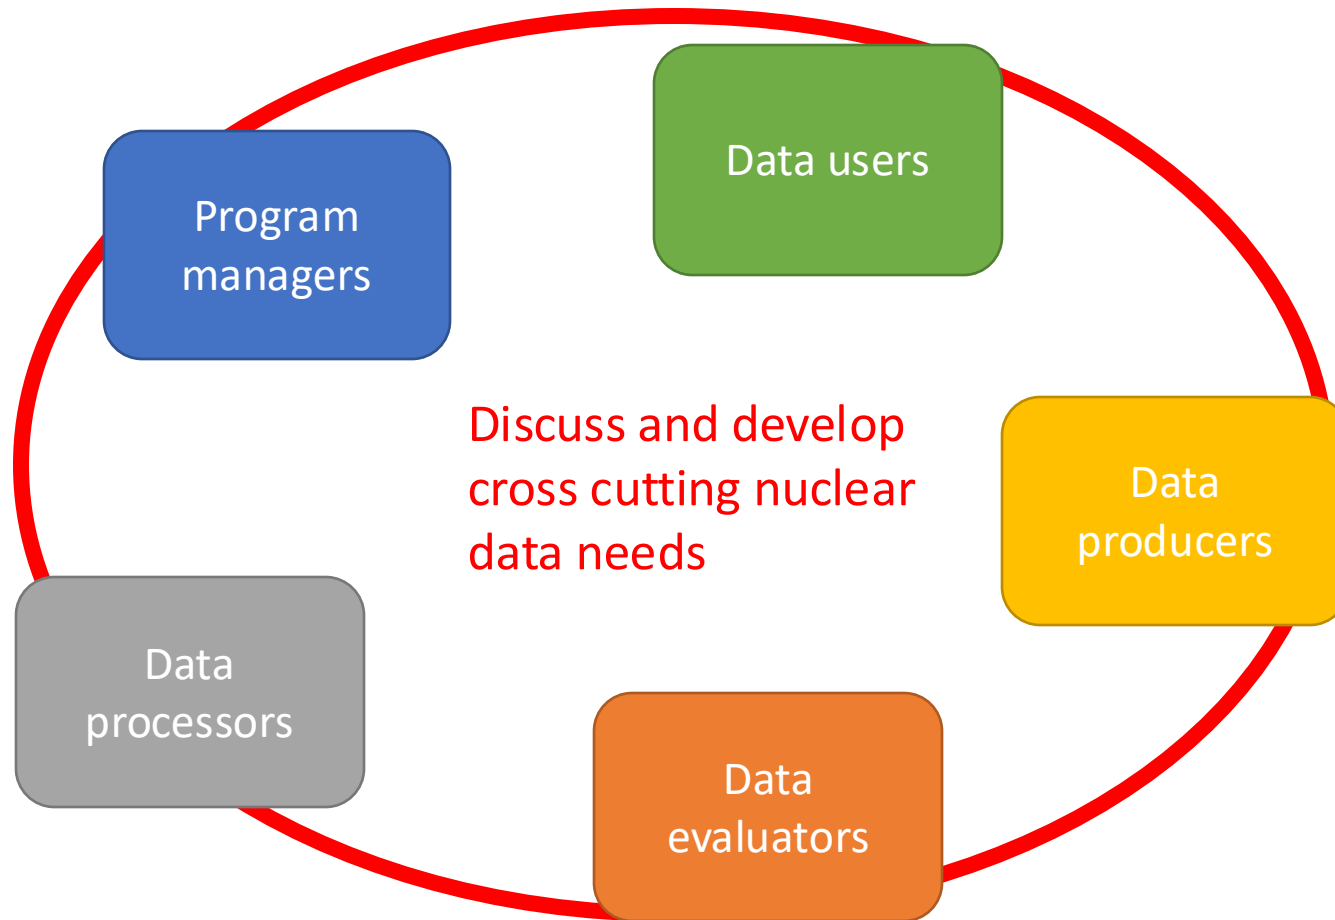 Data users
Program
managers
Discuss and develop
cross cutting nuclear
data needs
Data
producers
Data
processors
Data
evaluators